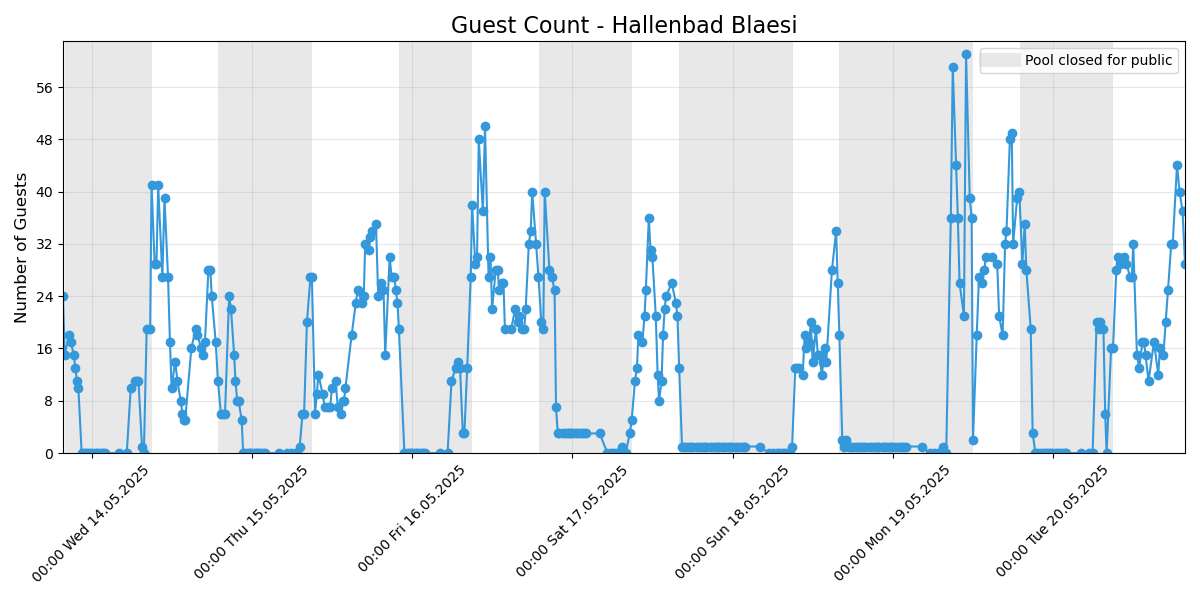 Guest Count - Hallenbad Blaesi
Pool closed for public
Number of Guests
56
48
40
32
24
16
8
0
00:00 Wed 14.05.2025
00:00 Thu 15.05.2025
00:00 Fri 16.05.2025
00:00 Sat 17.05.2025
00:00 Sun 18.05.2025
00:00 Mon 19.05.2025
00:00 Tue 20.05.2025